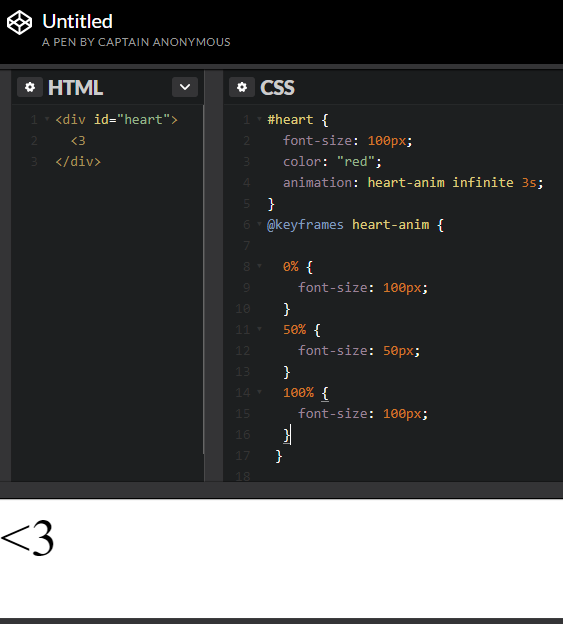 Untitled
A PEN BY CAPTAIN ANONYMOUS
HTML
1 <div id="heart">
2 <3
3 </div>
CSS
1 #heart {
2 font-size: 100px;
3 color: "red";
4 animation: heart-anim infinite 3s;
5 }
6 @keyframes heart-anim {
7
8 0% {
9 font-size: 100px;
10 }
11 50% {
12 font-size: 50px;
13 }
14 100% {
15 font-size: 100px;
16 }
17 }
18
<3